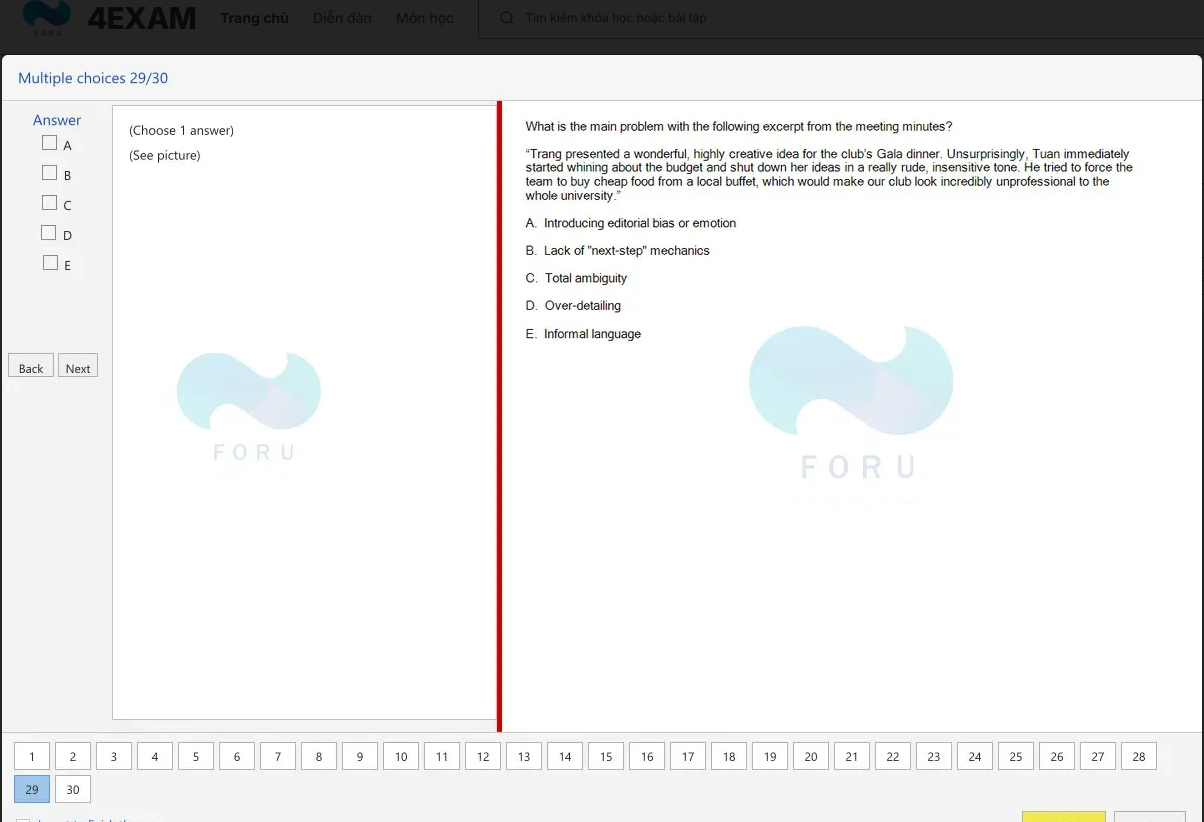 FORU
4EXAM
Trang chủ
Diễn đàn
Môn học
Tìm kiếm khóa học hoặc bài tập
Multiple choices 29/30
Answer
A
B
C
D
E
Back
Next
(Choose 1 answer)
(See picture)
FORU
What is the main problem with the following excerpt from the meeting minutes?
“Trang presented a wonderful, highly creative idea for the club's Gala dinner. Unsurprisingly, Tuan immediately
started whining about the budget and shut down her ideas in a really rude, insensitive tone. He tried to force the
team to buy cheap food from a local buffet, which would make our club look incredibly unprofessional to the
whole university.”
A. Introducing editorial bias or emotion
B. Lack of "next-step" mechanics
C. Total ambiguity
D. Over-detailing
E. Informal language
FORU
1 2 3 4 5 6 7 8 9 10 11 12 13 14 15 16 17 18 19 20 21 22 23 24 25 26 27 28
29 30